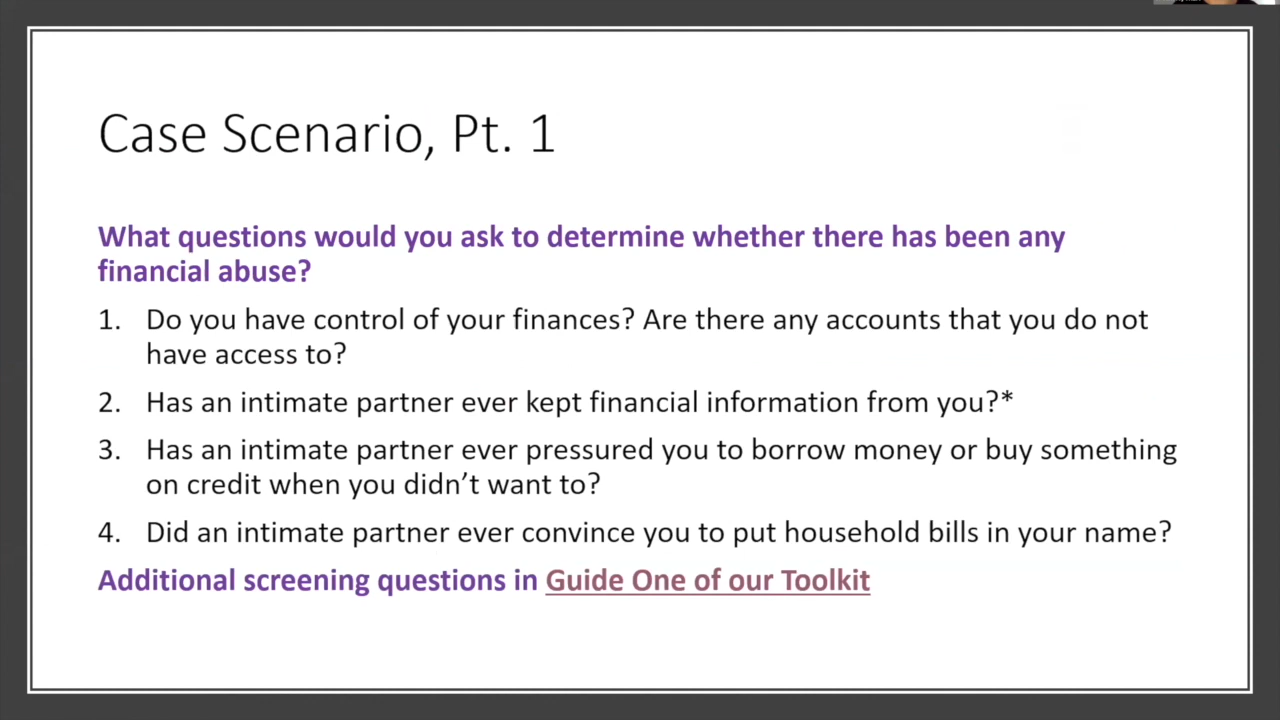 Case Scenario, Pt. 1
What questions would you ask to determine whether there has been any
financial abuse?
1. Do you have control of your finances? Are there any accounts that you do not
have access to?
2. Has an intimate partner ever kept financial information from you?*
3. Has an intimate partner ever pressured you to borrow money or buy something
on credit when you didn't want to?
4. Did an intimate partner ever convince you to put household bills in your name?
Additional screening questions in Guide One of our Toolkit